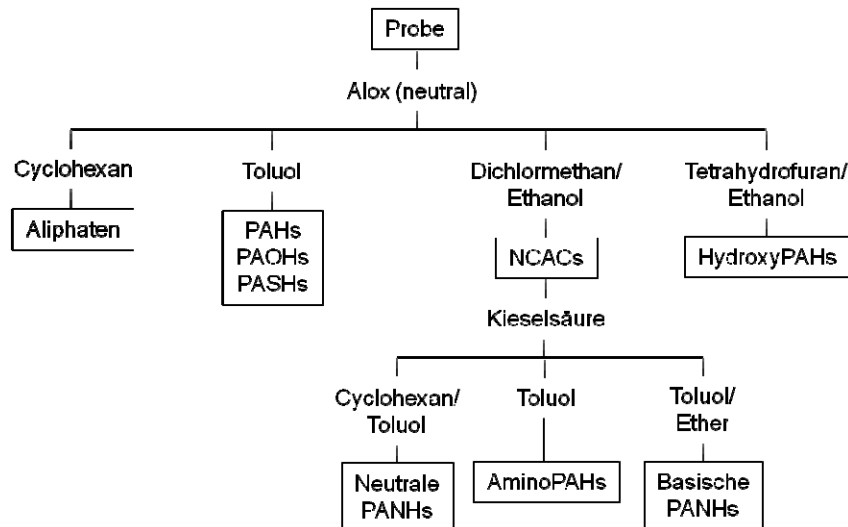 Probe
Alox (neutral)
Cyclohexan
Toluol
Dichlormethan/
Ethanol
Tetrahydrofuran/
Ethanol
Aliphaten
PAHs
PAOHs
PASHs
NCACs
HydroxyPAHs
Kieselsäure
Cyclohexan/
Toluol
Toluol
Toluol/
Ether
Neutrale
PANHs
AminoPAHs
Basische
PANHs